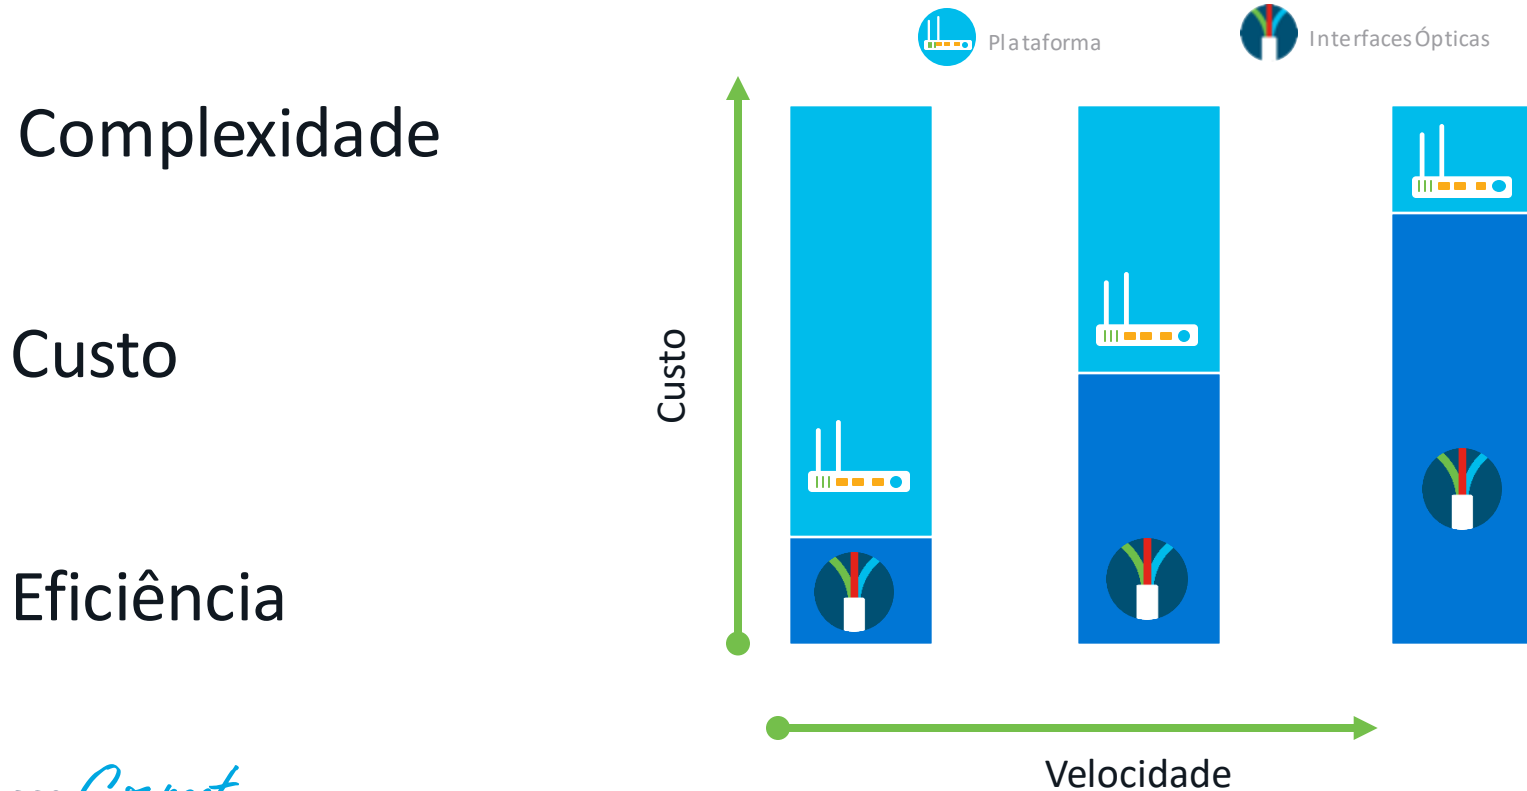 Plataforma
Interfaces Ópticas
Complexidade
Custo
Eficiência
Custo
Velocidade